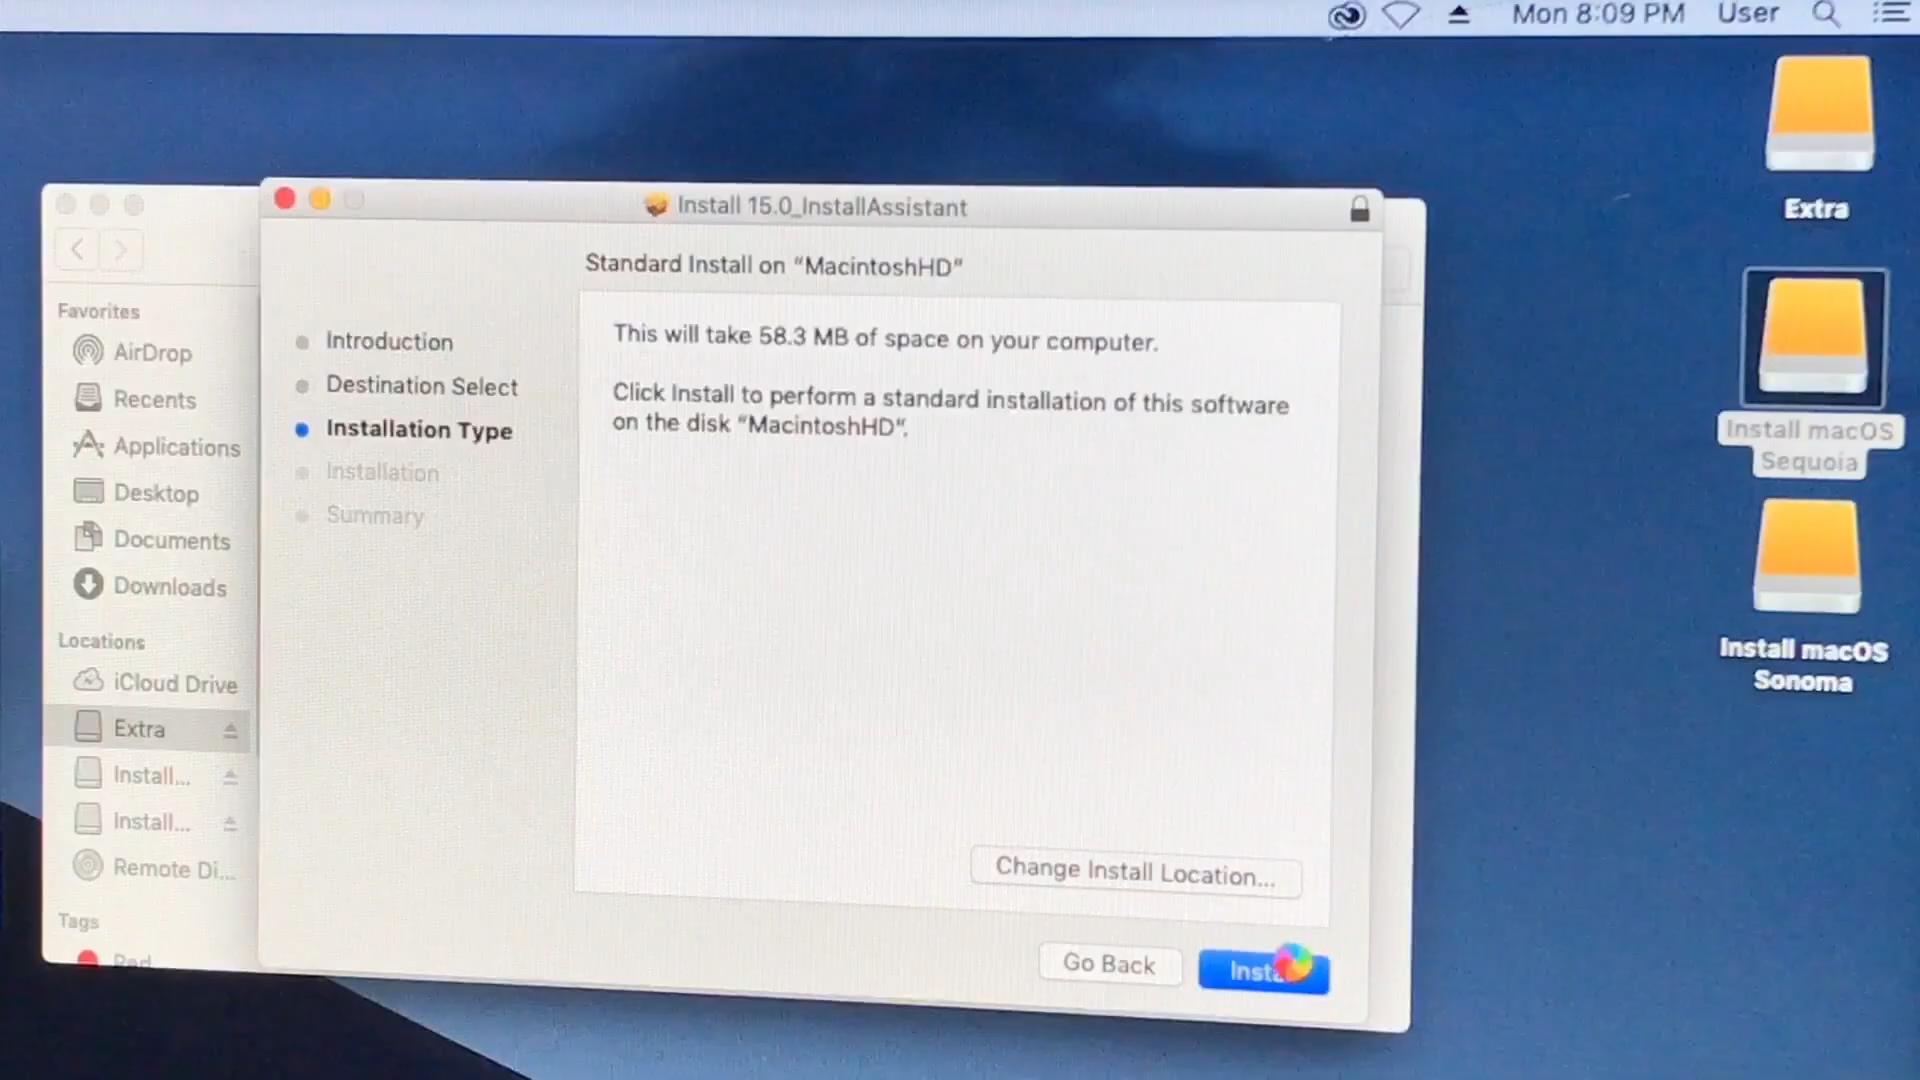 Mon 8:09 PM User
Extra
Install macOS
Sequoia
Install macOS
Sonoma
Install 15.0_InstallAssistant
Standard Install on “MacintoshHD”
Introduction
Destination Select
Installation Type
Installation
Summary
This will take 58.3 MB of space on your computer.
Click Install to perform a standard installation of this software
on the disk “MacintoshHD”.
Change Install Location...
Go Back
Favorites
AirDrop
Recents
Applications
Desktop
Documents
Downloads
Locations
iCloud Drive
Extra
Install...
Install...
Remote Di...
Tags
Red